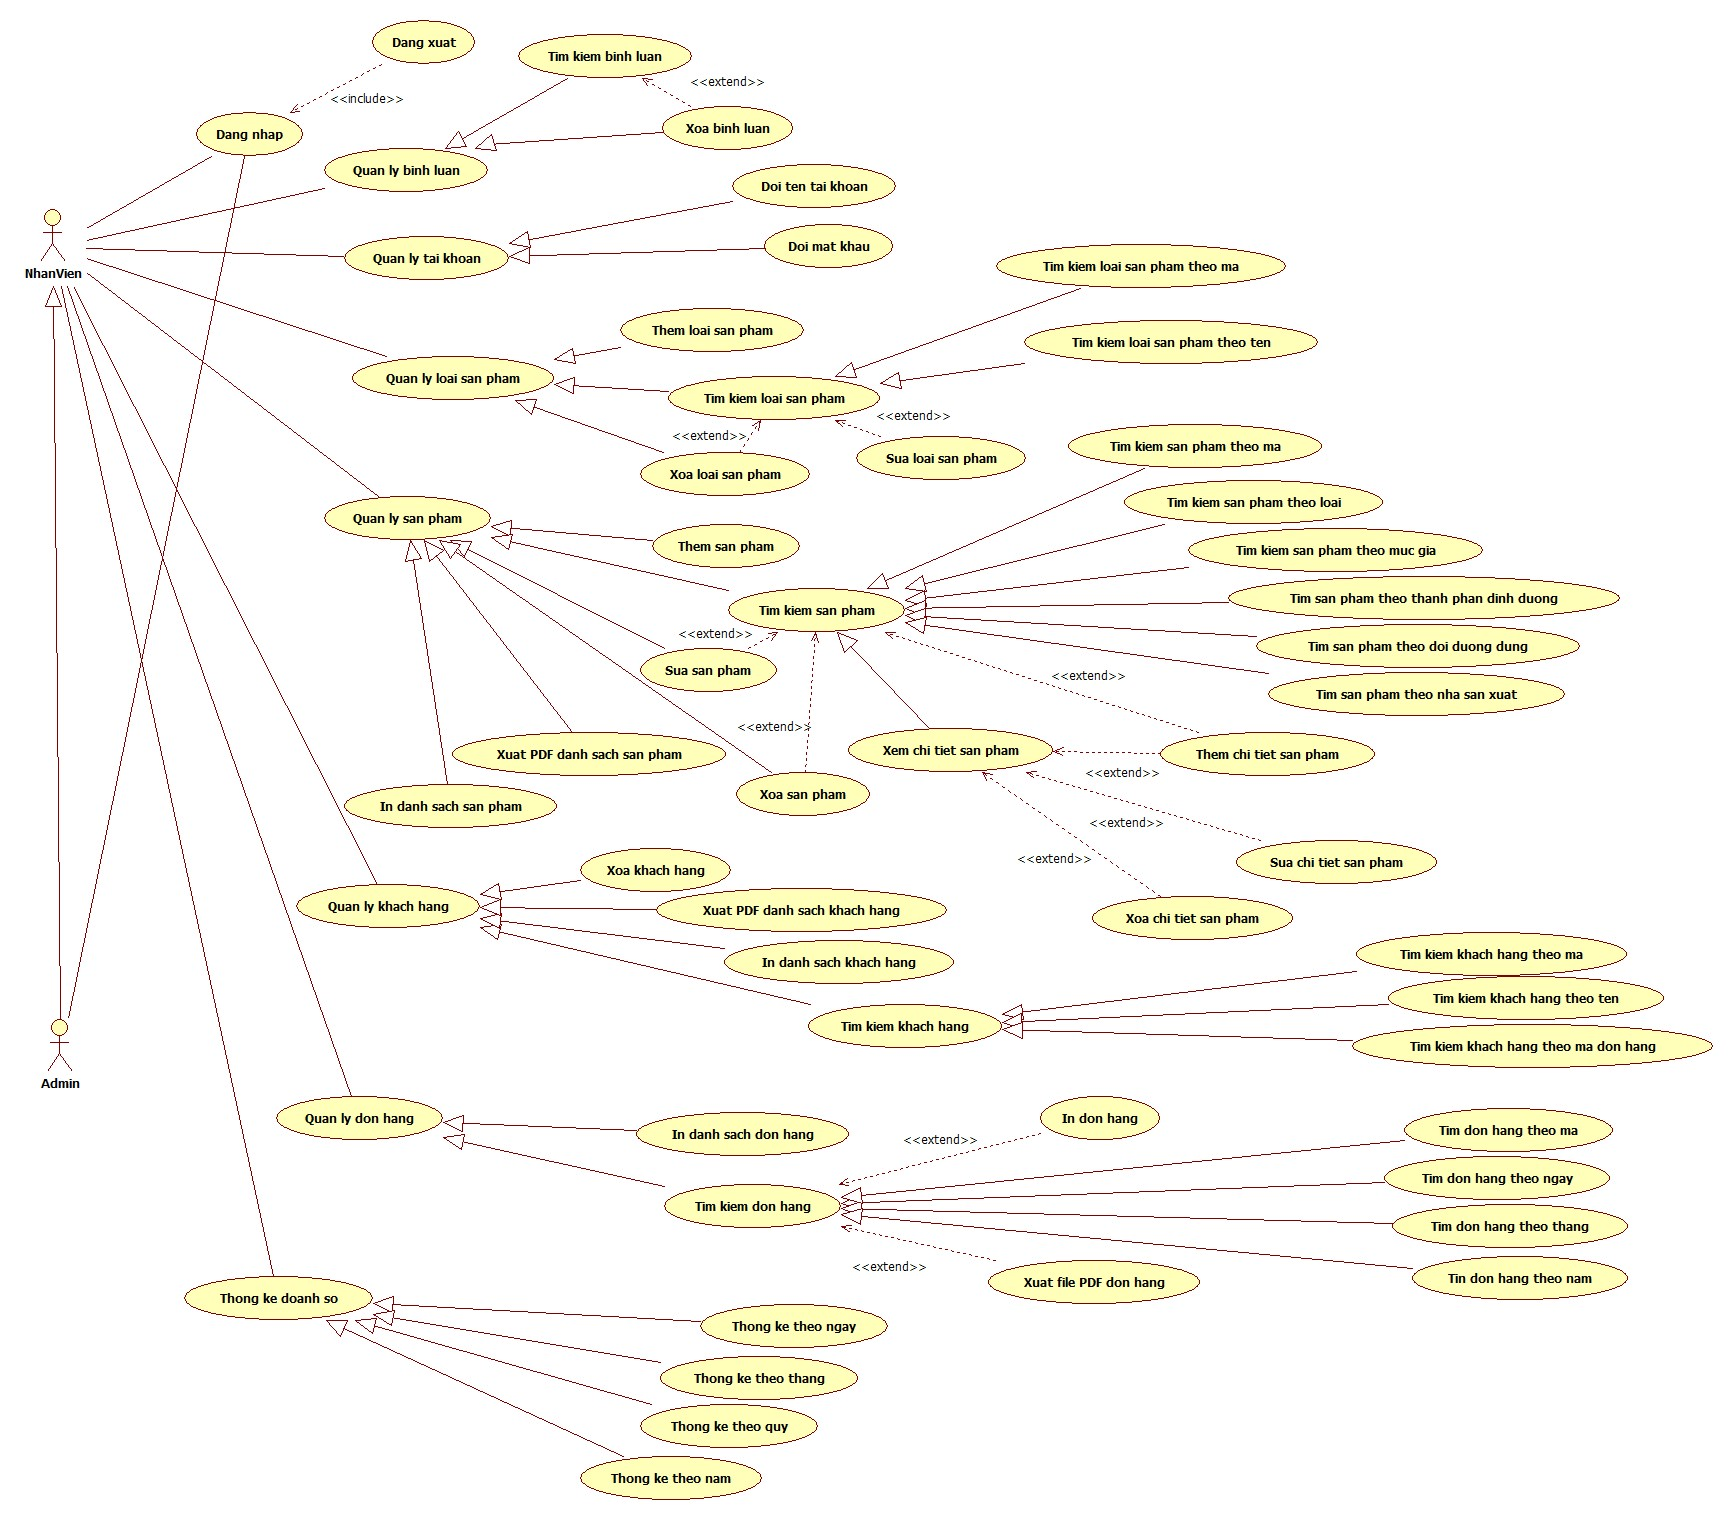 Dang xuat
Tim kiem binh luan
<<extend>>
<<include>>
Dang nhap
Xoa binh luan
Quan ly binh luan
Doi ten tai khoan
NhanVien
Quan ly tai khoan
Doi mat khau
Tim kiem loai san pham theo ma
Them loai san pham
Tim kiem loai san pham theo ten
Quan ly loai san pham
Tim kiem loai san pham
<<extend>>
<<extend>>
Xoa loai san pham
Sua loai san pham
Tim kiem san pham theo ma
Quan ly san pham
Tim kiem san pham theo loai
Them san pham
Tim kiem san pham theo muc gia
Tim kiem san pham
Tim san pham theo thanh phan dinh duong
<<extend>>
Tim san pham theo doi duong dung
Sua san pham
<<extend>>
Tim san pham theo nha san xuat
<<extend>>
Xuat PDF danh sach san pham
Xem chi tiet san pham
Them chi tiet san pham
<<extend>>
In danh sach san pham
Xoa san pham
<<extend>>
<<extend>>
Sua chi tiet san pham
Xoa khach hang
Quan ly khach hang
Xuat PDF danh sach khach hang
Xoa chi tiet san pham
In danh sach khach hang
Tim kiem khach hang theo ma
Tim kiem khach hang theo ten
Tim kiem khach hang
Tim kiem khach hang theo ma don hang
Admin
Quan ly don hang
In don hang
In danh sach don hang
<<extend>>
Tim don hang theo ma
Tim don hang theo ngay
Tim kiem don hang
Tim don hang theo thang
<<extend>>
Xuat file PDF don hang
Tin don hang theo nam
Thong ke doanh so
Thong ke theo ngay
Thong ke theo thang
Thong ke theo quy
Thong ke theo nam